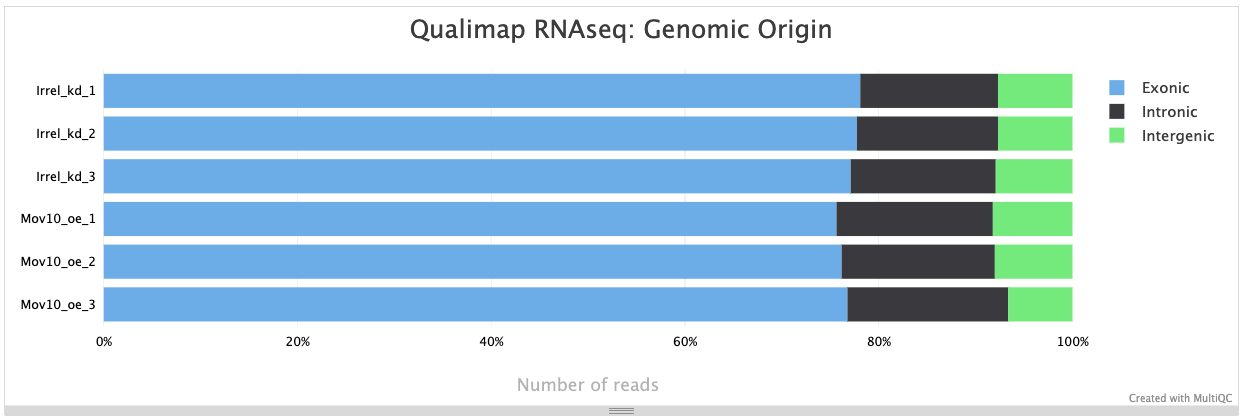 Qualimap RNAseq: Genomic Origin
Irrel_kd_1
Irrel_kd_2
Irrel_kd_3
Mov10_oe_1
Mov10_oe_2
Mov10_oe_3
0% 20% 40% 60% 80% 100%
Number of reads
Exonic
Intronic
Intergenic
Created with MultiQC